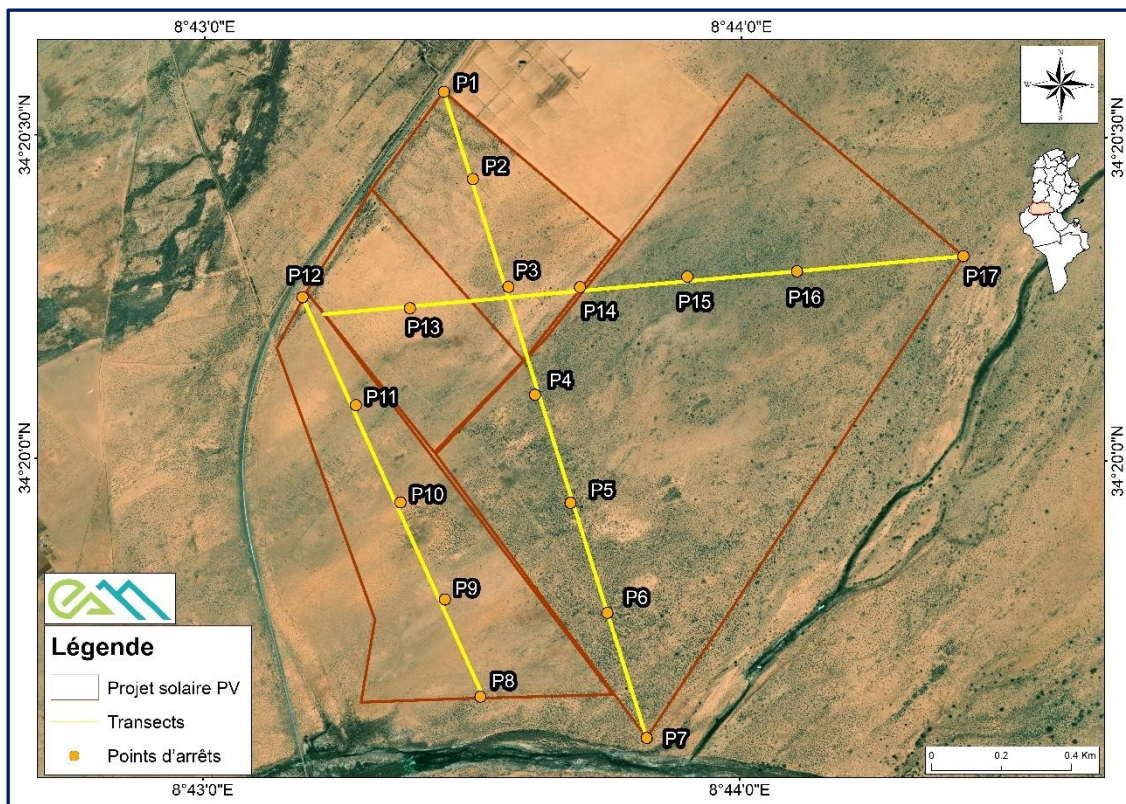 8°43'0"E
8°44'0"E
N
W
E
S
34°20'30"N
34°20'30"N
P1
P2
P3
P12
P13
P14
P15
P16
P17
P4
P11
34°20'0"N
34°20'0"N
P10
P5
P9
P6
P8
P7
Légende
Projet solaire PV
Transects
Points d'arrêts
0 0.2 0.4 Km
8°43'0"E
8°44'0"E